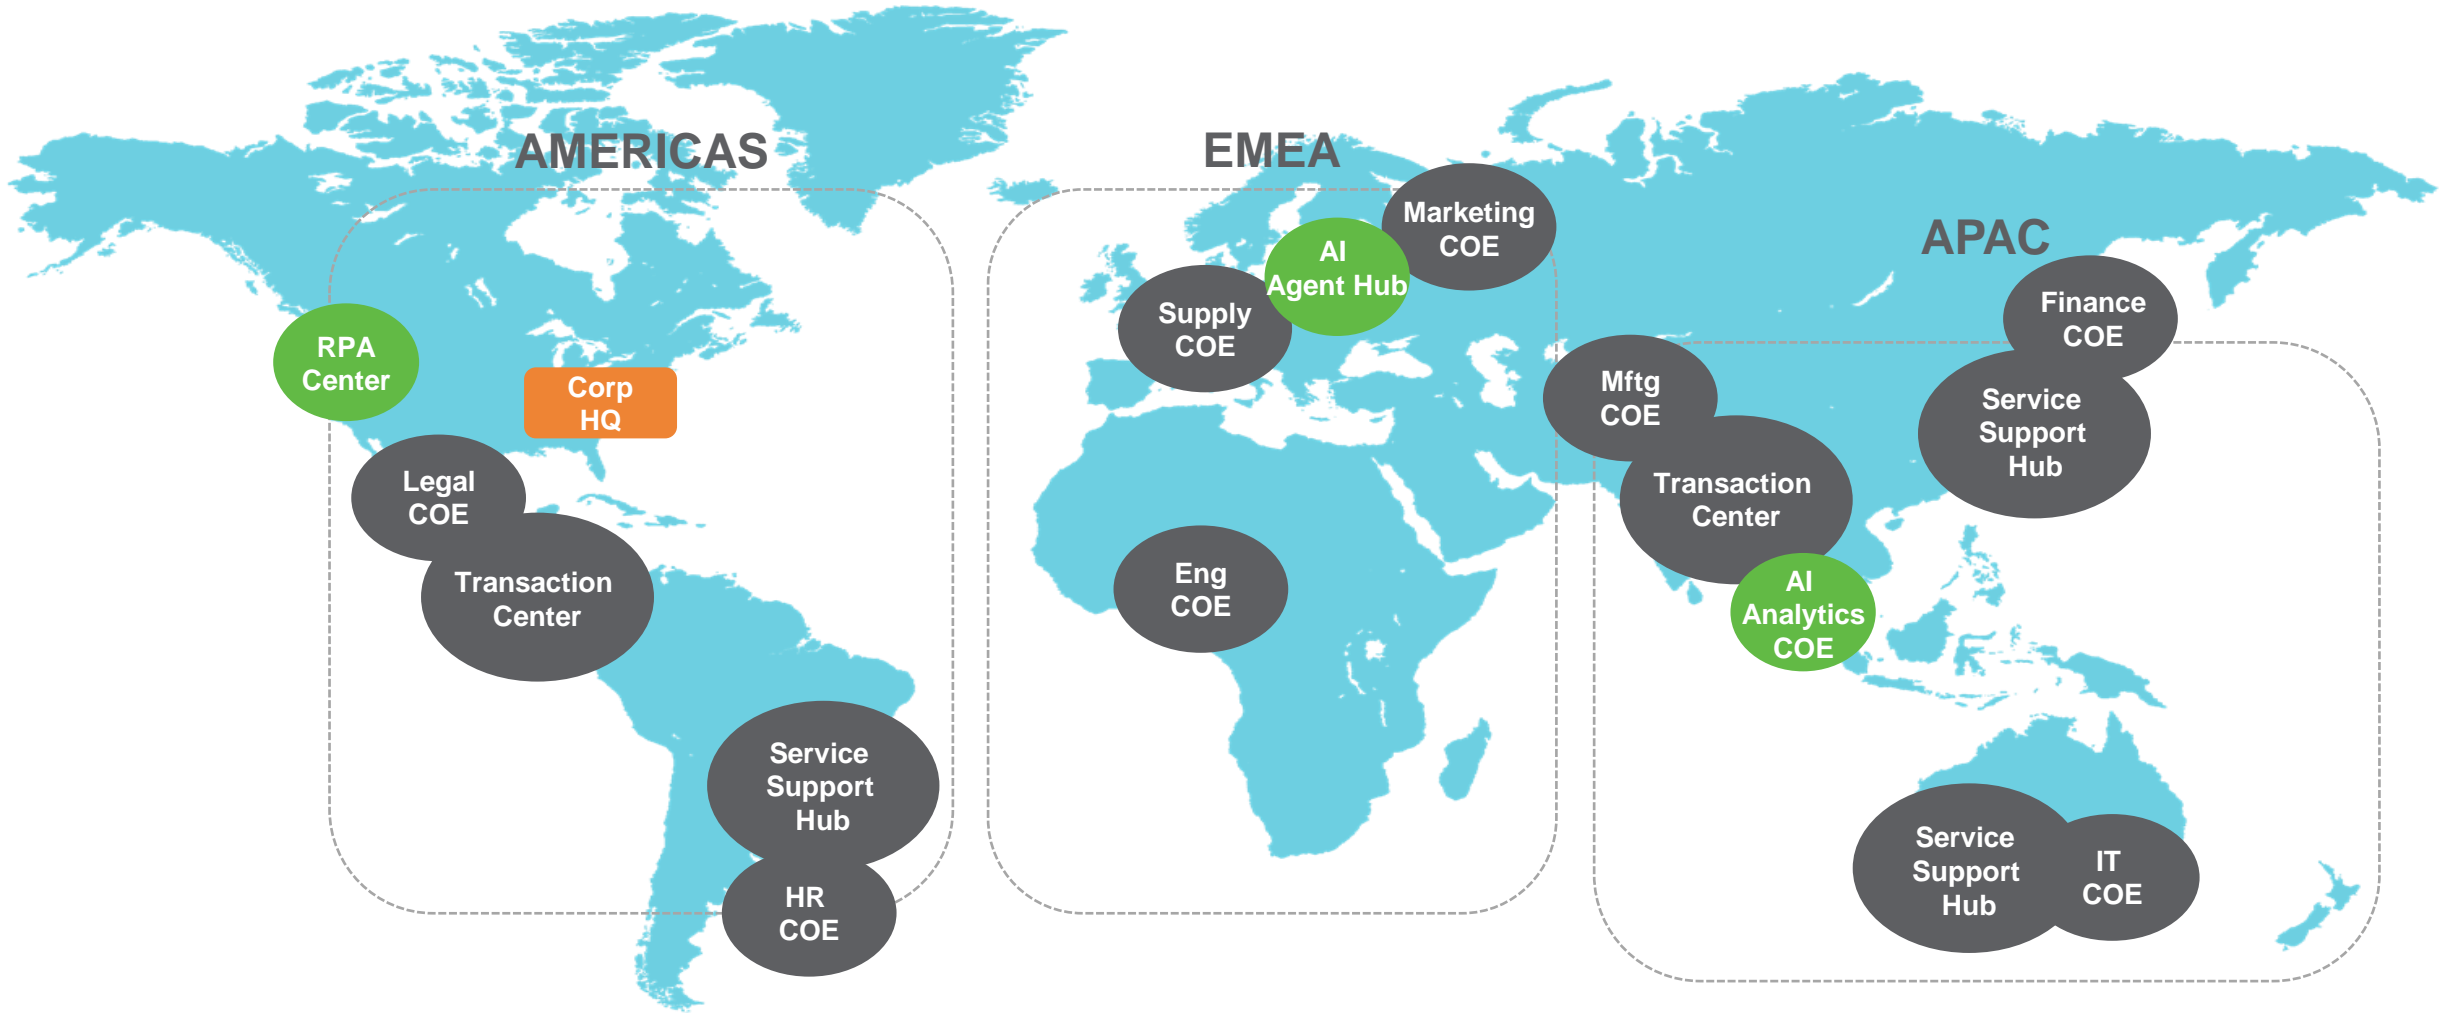 AMERICAS
RPA
Center
Corp
HQ
Legal
COE
Transaction
Center
Service
Support
Hub
HR
COE
EMEA
Marketing
COE
AI
Agent Hub
Supply
COE
Eng
COE
APAC
Finance
COE
Service
Support
Hub
Mftg
COE
Transaction
Center
AI
Analytics
COE
Service
Support
Hub
IT
COE